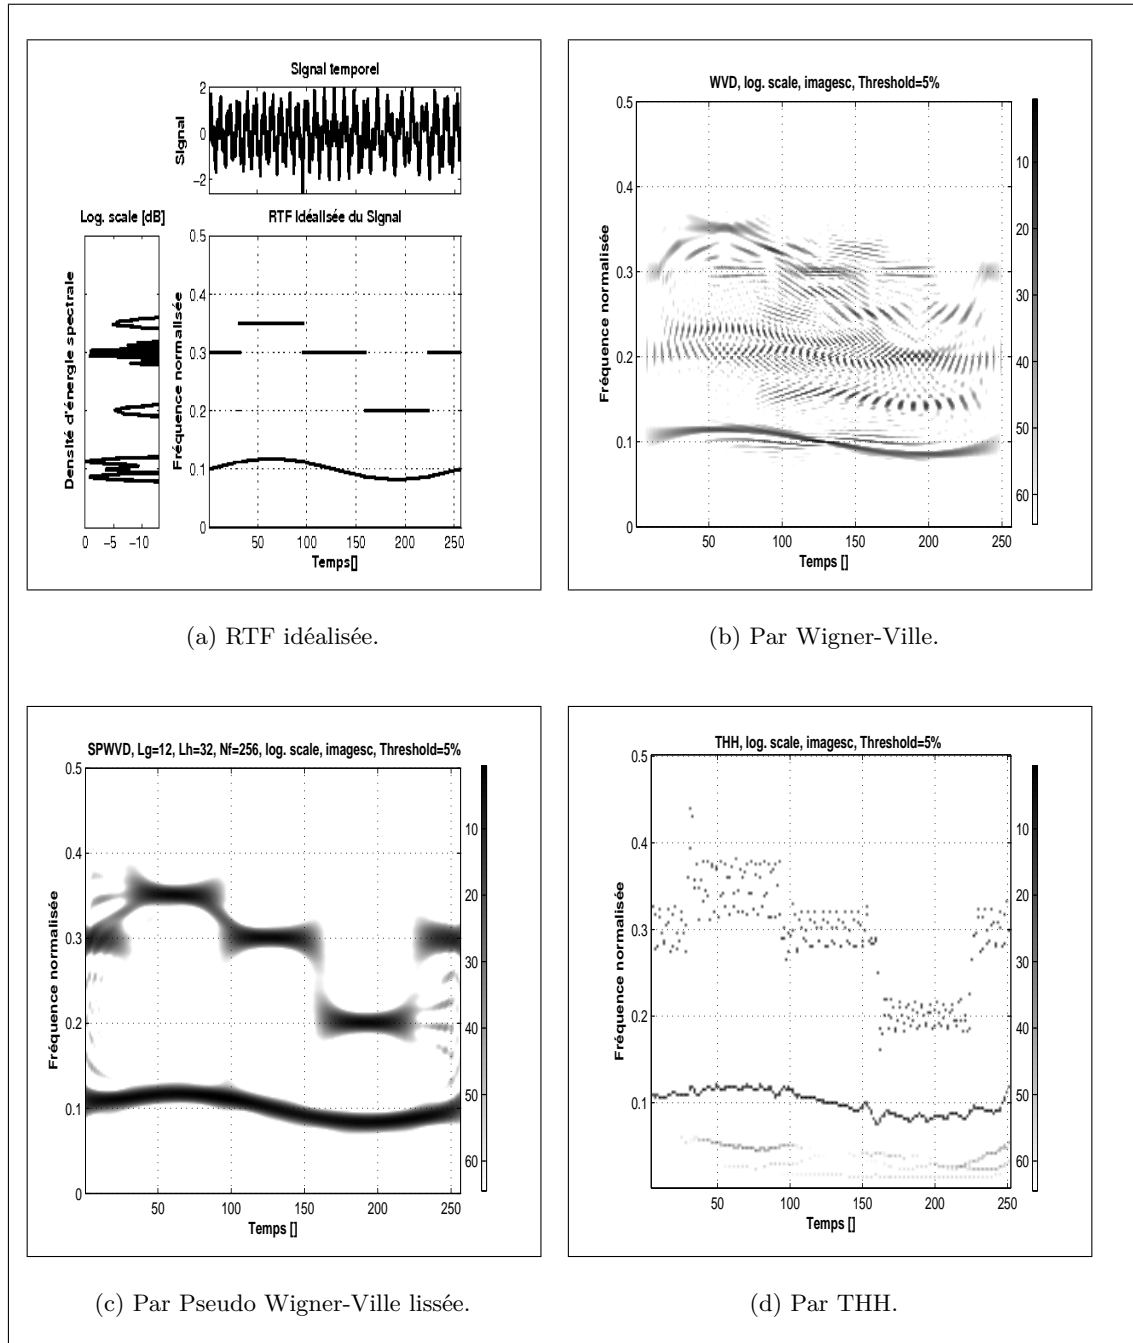 Signal temporel
2
0
−2
Signal
Log. scale [dB]
RTF Idéalisée du Signal
Densité d'énergie spectrale
Fréquence normalisée
0.5
0.4
0.3
0.2
0.1
0
0 −5 −10
50 100 150 200 250
Temps[]
(a) RTF idéalisée.
WVD, log. scale, imagesc, Threshold=5%
Fréquence normalisée
0.5
0.4
0.3
0.2
0.1
0
50 100 150 200 250
Temps []
10
20
30
40
50
60
(b) Par Wigner-Ville.
SPWVD, Lg=12, Lh=32, Nf=256, log. scale, imagesc, Threshold=5%
Fréquence normalisée
0.5
0.4
0.3
0.2
0.1
0
50 100 150 200 250
Temps []
10
20
30
40
50
60
(c) Par Pseudo Wigner-Ville lissée.
THH, log. scale, imagesc, Threshold=5%
Fréquence normalisée
0.5
0.4
0.3
0.2
0.1
50 100 150 200 250
Temps []
10
20
30
40
50
60
(d) Par THH.